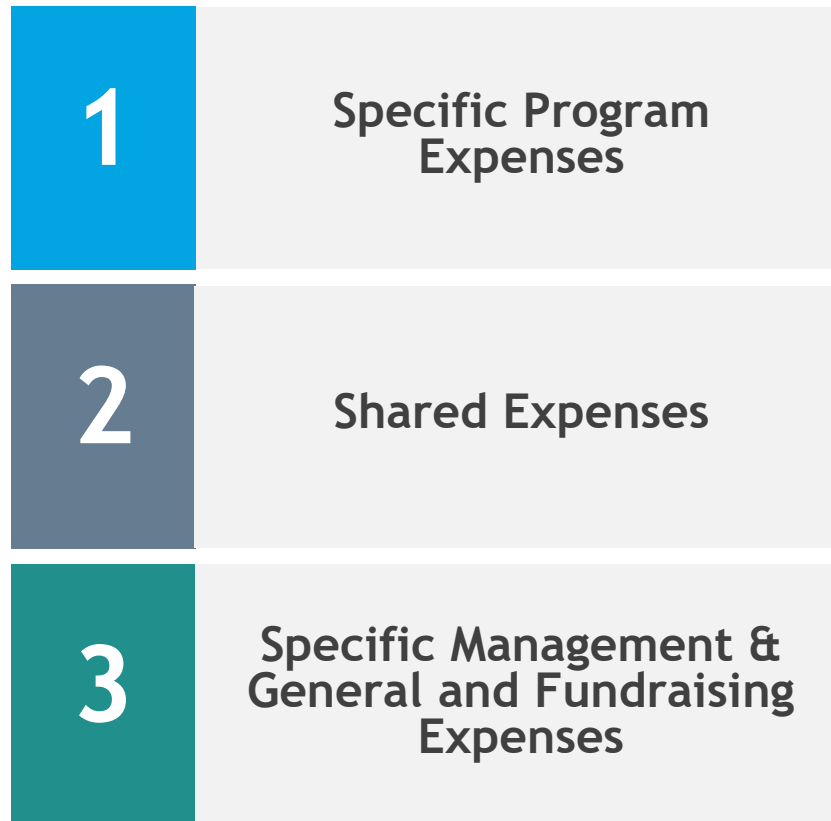 1
Specific Program
Expenses
2
Shared Expenses
3
Specific Management &
General and Fundraising
Expenses